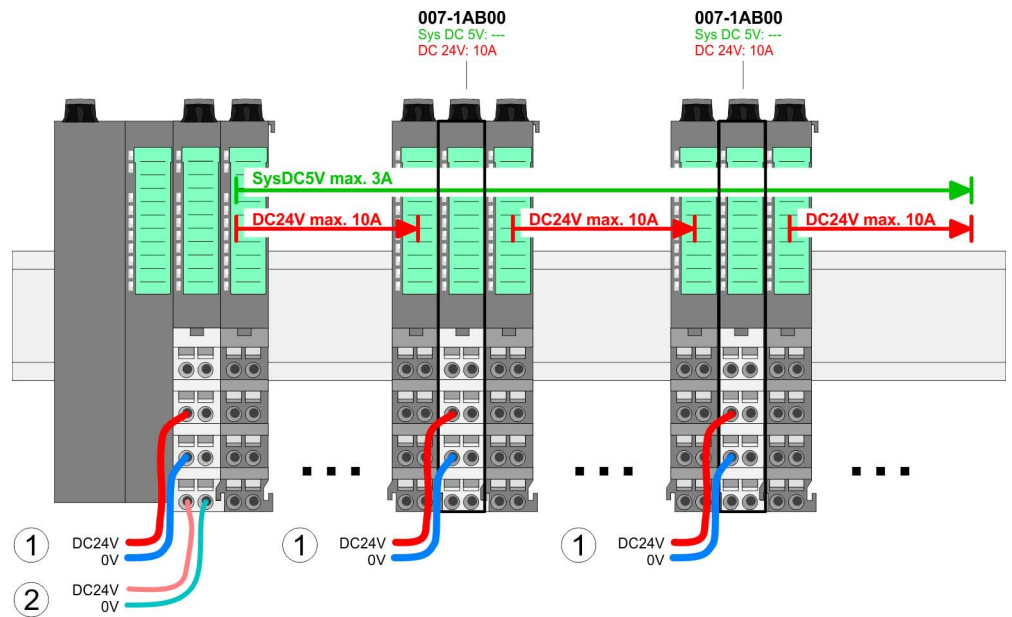 007-1AB00
Sys DC 5V: ---
DC 24V: 10A
007-1AB00
Sys DC 5V: ---
DC 24V: 10A
SysDC5V max. 3A
DC24V max. 10A
DC24V max. 10A
DC24V max. 10A
1
DC24V
0V
1
DC24V
0V
1
DC24V
0V
2
DC24V
0V